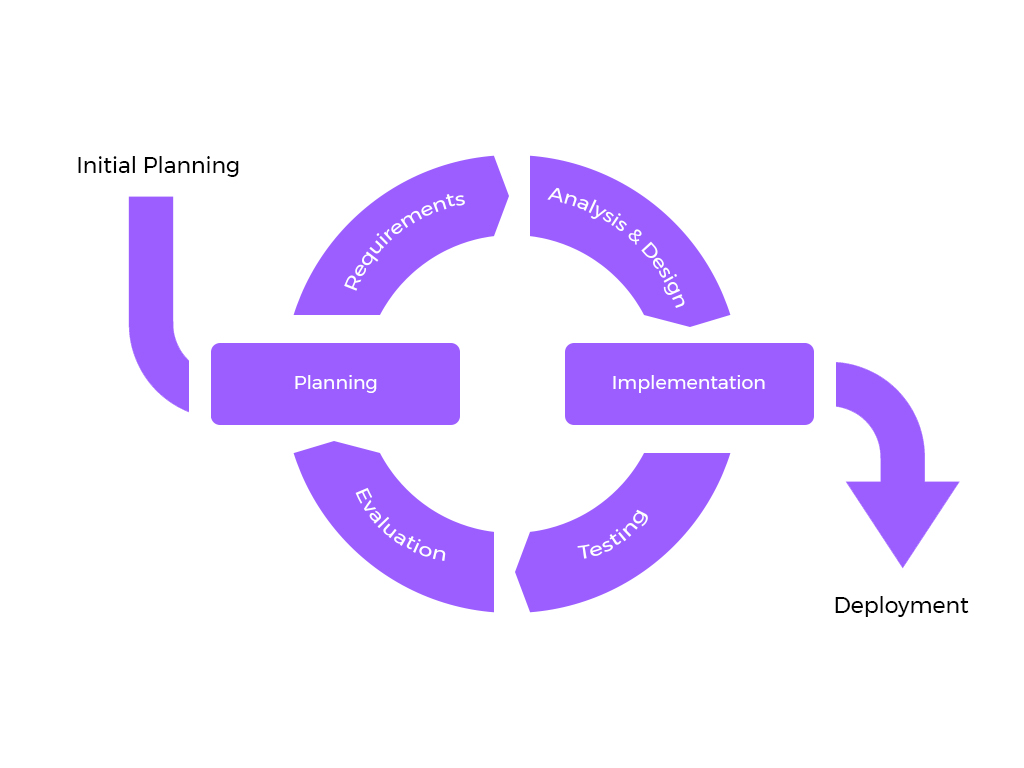 Initial Planning
Requirements
Analysis & Design
Planning
Implementation
Evaluation
Testing
Deployment